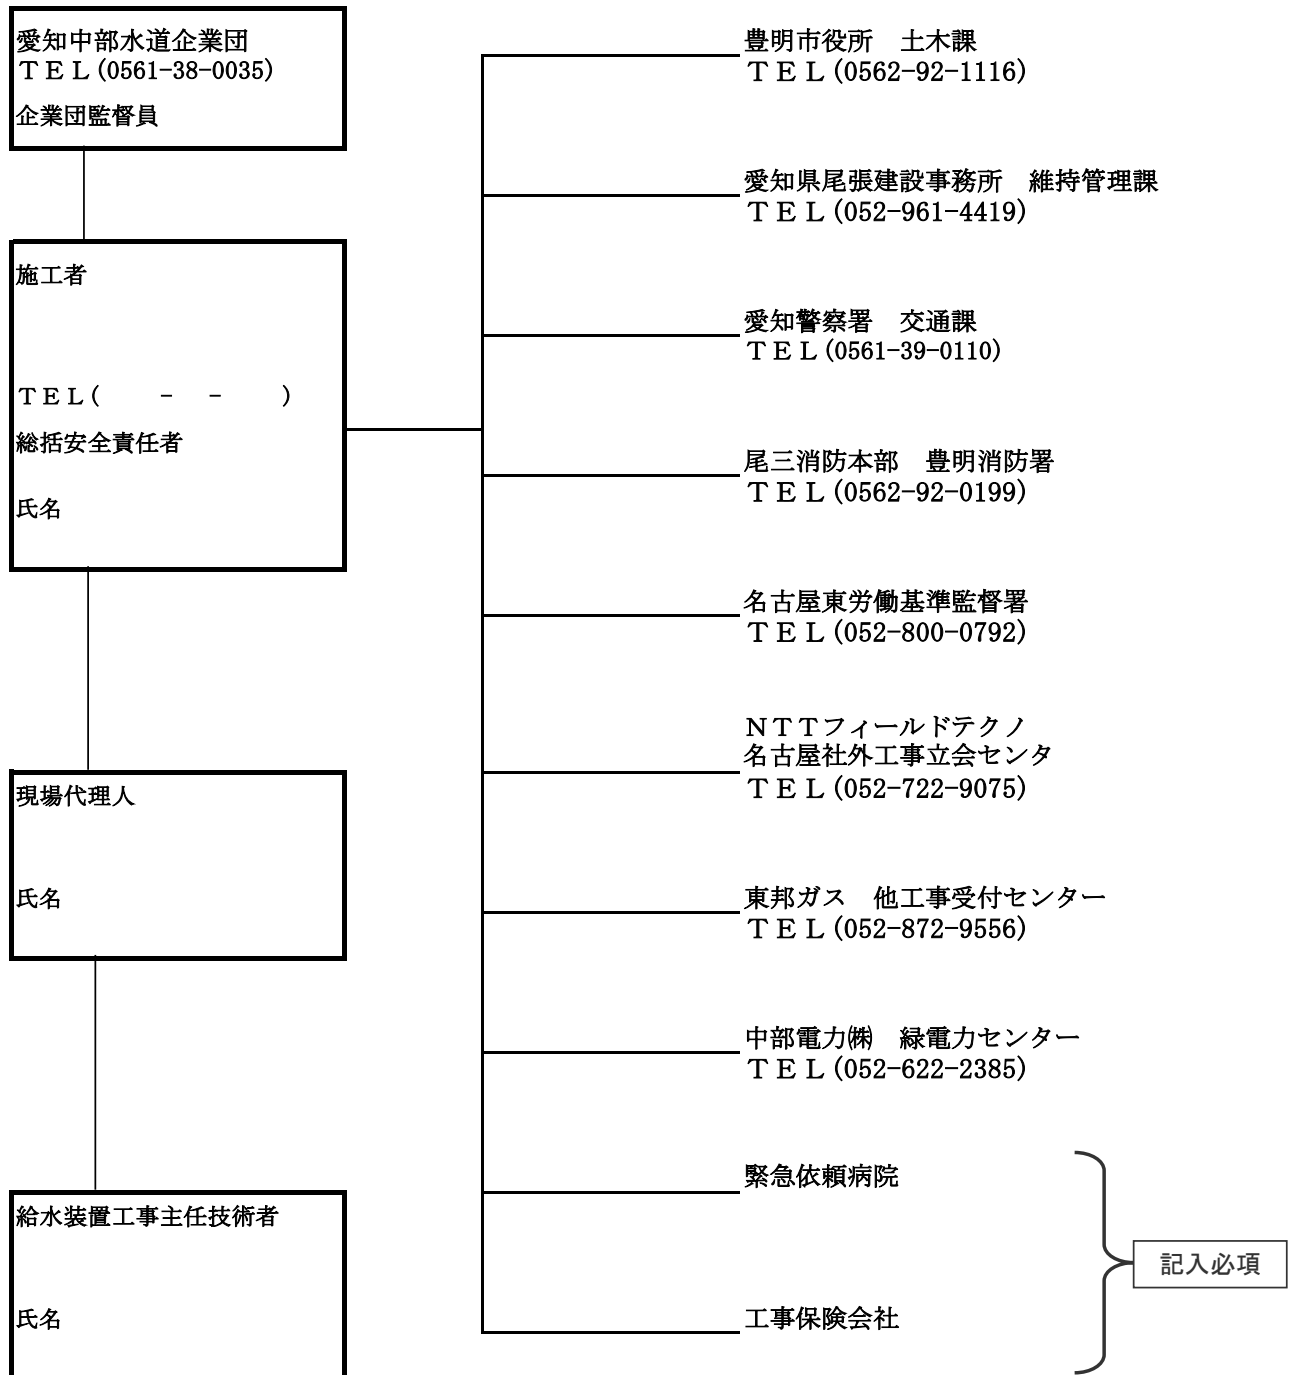 愛知中部水道企業団
ＴＥＬ(0561-38-0035)
企業団監督員
施工者
ＴＥＬ(　　-　-　　)
総括安全責任者
氏名
現場代理人
氏名
給水装置工事主任技術者
氏名
豊明市役所　土木課
ＴＥＬ(0562-92-1116)
愛知県尾張建設事務所　維持管理課
ＴＥＬ(052-961-4419)
愛知警察署　交通課
ＴＥＬ(0561-39-0110)
尾三消防本部　豊明消防署
ＴＥＬ(0562-92-0199)
名古屋東労働基準監督署
ＴＥＬ(052-800-0792)
ＮＴＴフィールドテクノ
名古屋社外工事立会センタ
ＴＥＬ(052-722-9075)
東邦ガス　他工事受付センター
ＴＥＬ(052-872-9556)
中部電力㈱　緑電力センター
ＴＥＬ(052-622-2385)
緊急依頼病院
工事保険会社
記入必項